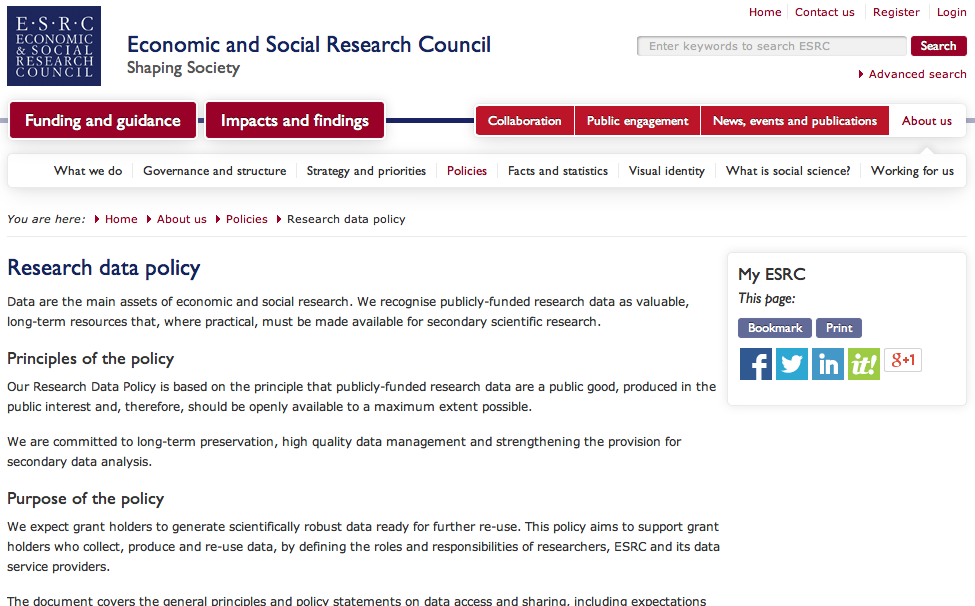 E·S·R·C
ECONOMIC
& SOCIAL
RESEARCH
COUNCIL
Economic and Social Research Council
Shaping Society
Home Contact us Register Login
Enter keywords to search ESRC Search
Advanced search
Funding and guidance Impacts and findings Collaboration Public engagement News, events and publications About us
What we do Governance and structure Strategy and priorities Policies Facts and statistics Visual identity What is social science? Working for us
You are here: Home About us Policies Research data policy
Research data policy
Data are the main assets of economic and social research. We recognise publicly-funded research data as valuable,
long-term resources that, where practical, must be made available for secondary scientific research.
Principles of the policy
Our Research Data Policy is based on the principle that publicly-funded research data are a public good, produced in the
public interest and, therefore, should be openly available to a maximum extent possible.
We are committed to long-term preservation, high quality data management and strengthening the provision for
secondary data analysis.
Purpose of the policy
We expect grant holders to generate scientifically robust data ready for further re-use. This policy aims to support grant
holders who collect, produce and re-use data, by defining the roles and responsibilities of researchers, ESRC and its data
service providers.
The document covers the general principles and policy statements on data access and sharing, including expectations
My ESRC
This page:
Bookmark Print
f in it! g+1